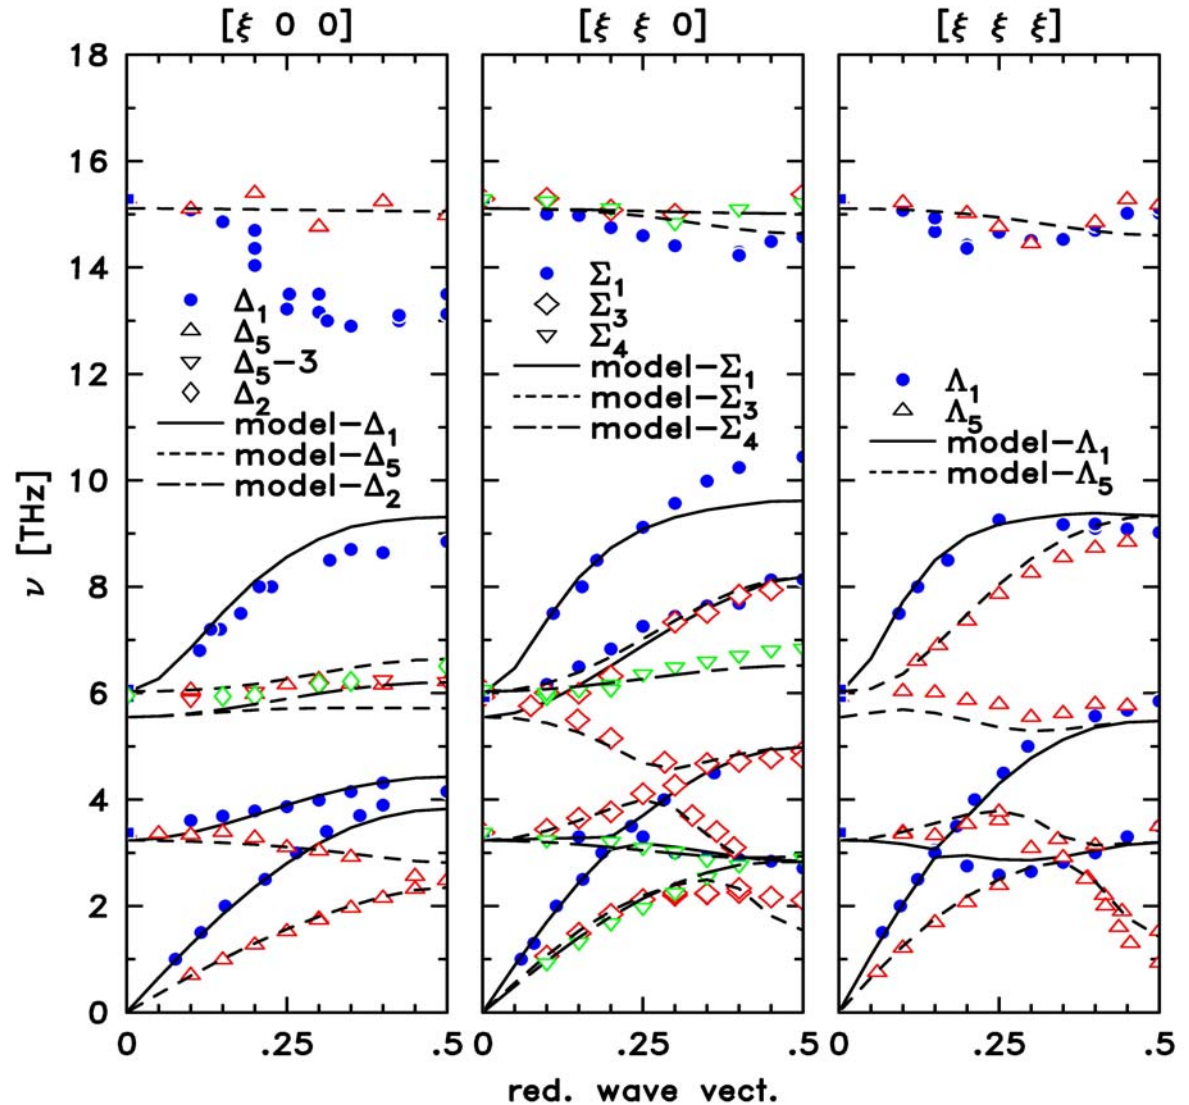 [ξ 0 0] [ξ ξ 0] [ξ ξ ξ]
18
16
14
12
10
8
6
4
2
0
ν [THz]
Δ₁
Δ₅
Δ₅−3
Δ₂
model−Δ₁
model−Δ₅
model−Δ₂
Σ₁
Σ₃
Σ₄
model−Σ₁
model−Σ₃
model−Σ₄
Λ₁
Λ₅
model−Λ₁
model−Λ₅
0 .25 .5 0 .25 .5 0 .25 .5
red. wave vect.